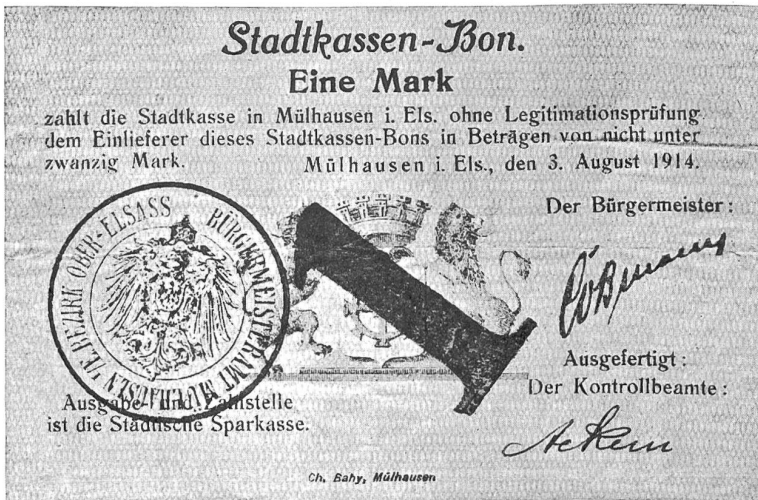 Stadtkassen-Bon.
Eine Mark
zahlt die Stadtkasse in Mülhausen i. Els. ohne Legitimationsprüfung
dem Einlieferer dieses Stadtkassen-Bons in Beträgen von nicht unter
zwanzig Mark.
Mülhausen i. Els., den 3. August 1914.
BÜRGERMEISTERAMT MÜLHAUSEN I/E. BEZIRK OBER-ELSASS
1
Der Bürgermeister:
Ausgefertigt:
Der Kontrollbeamte:
Ausgabe- und Zahlstelle
ist die Städtische Sparkasse.
Ch. Bahy, Mülhausen